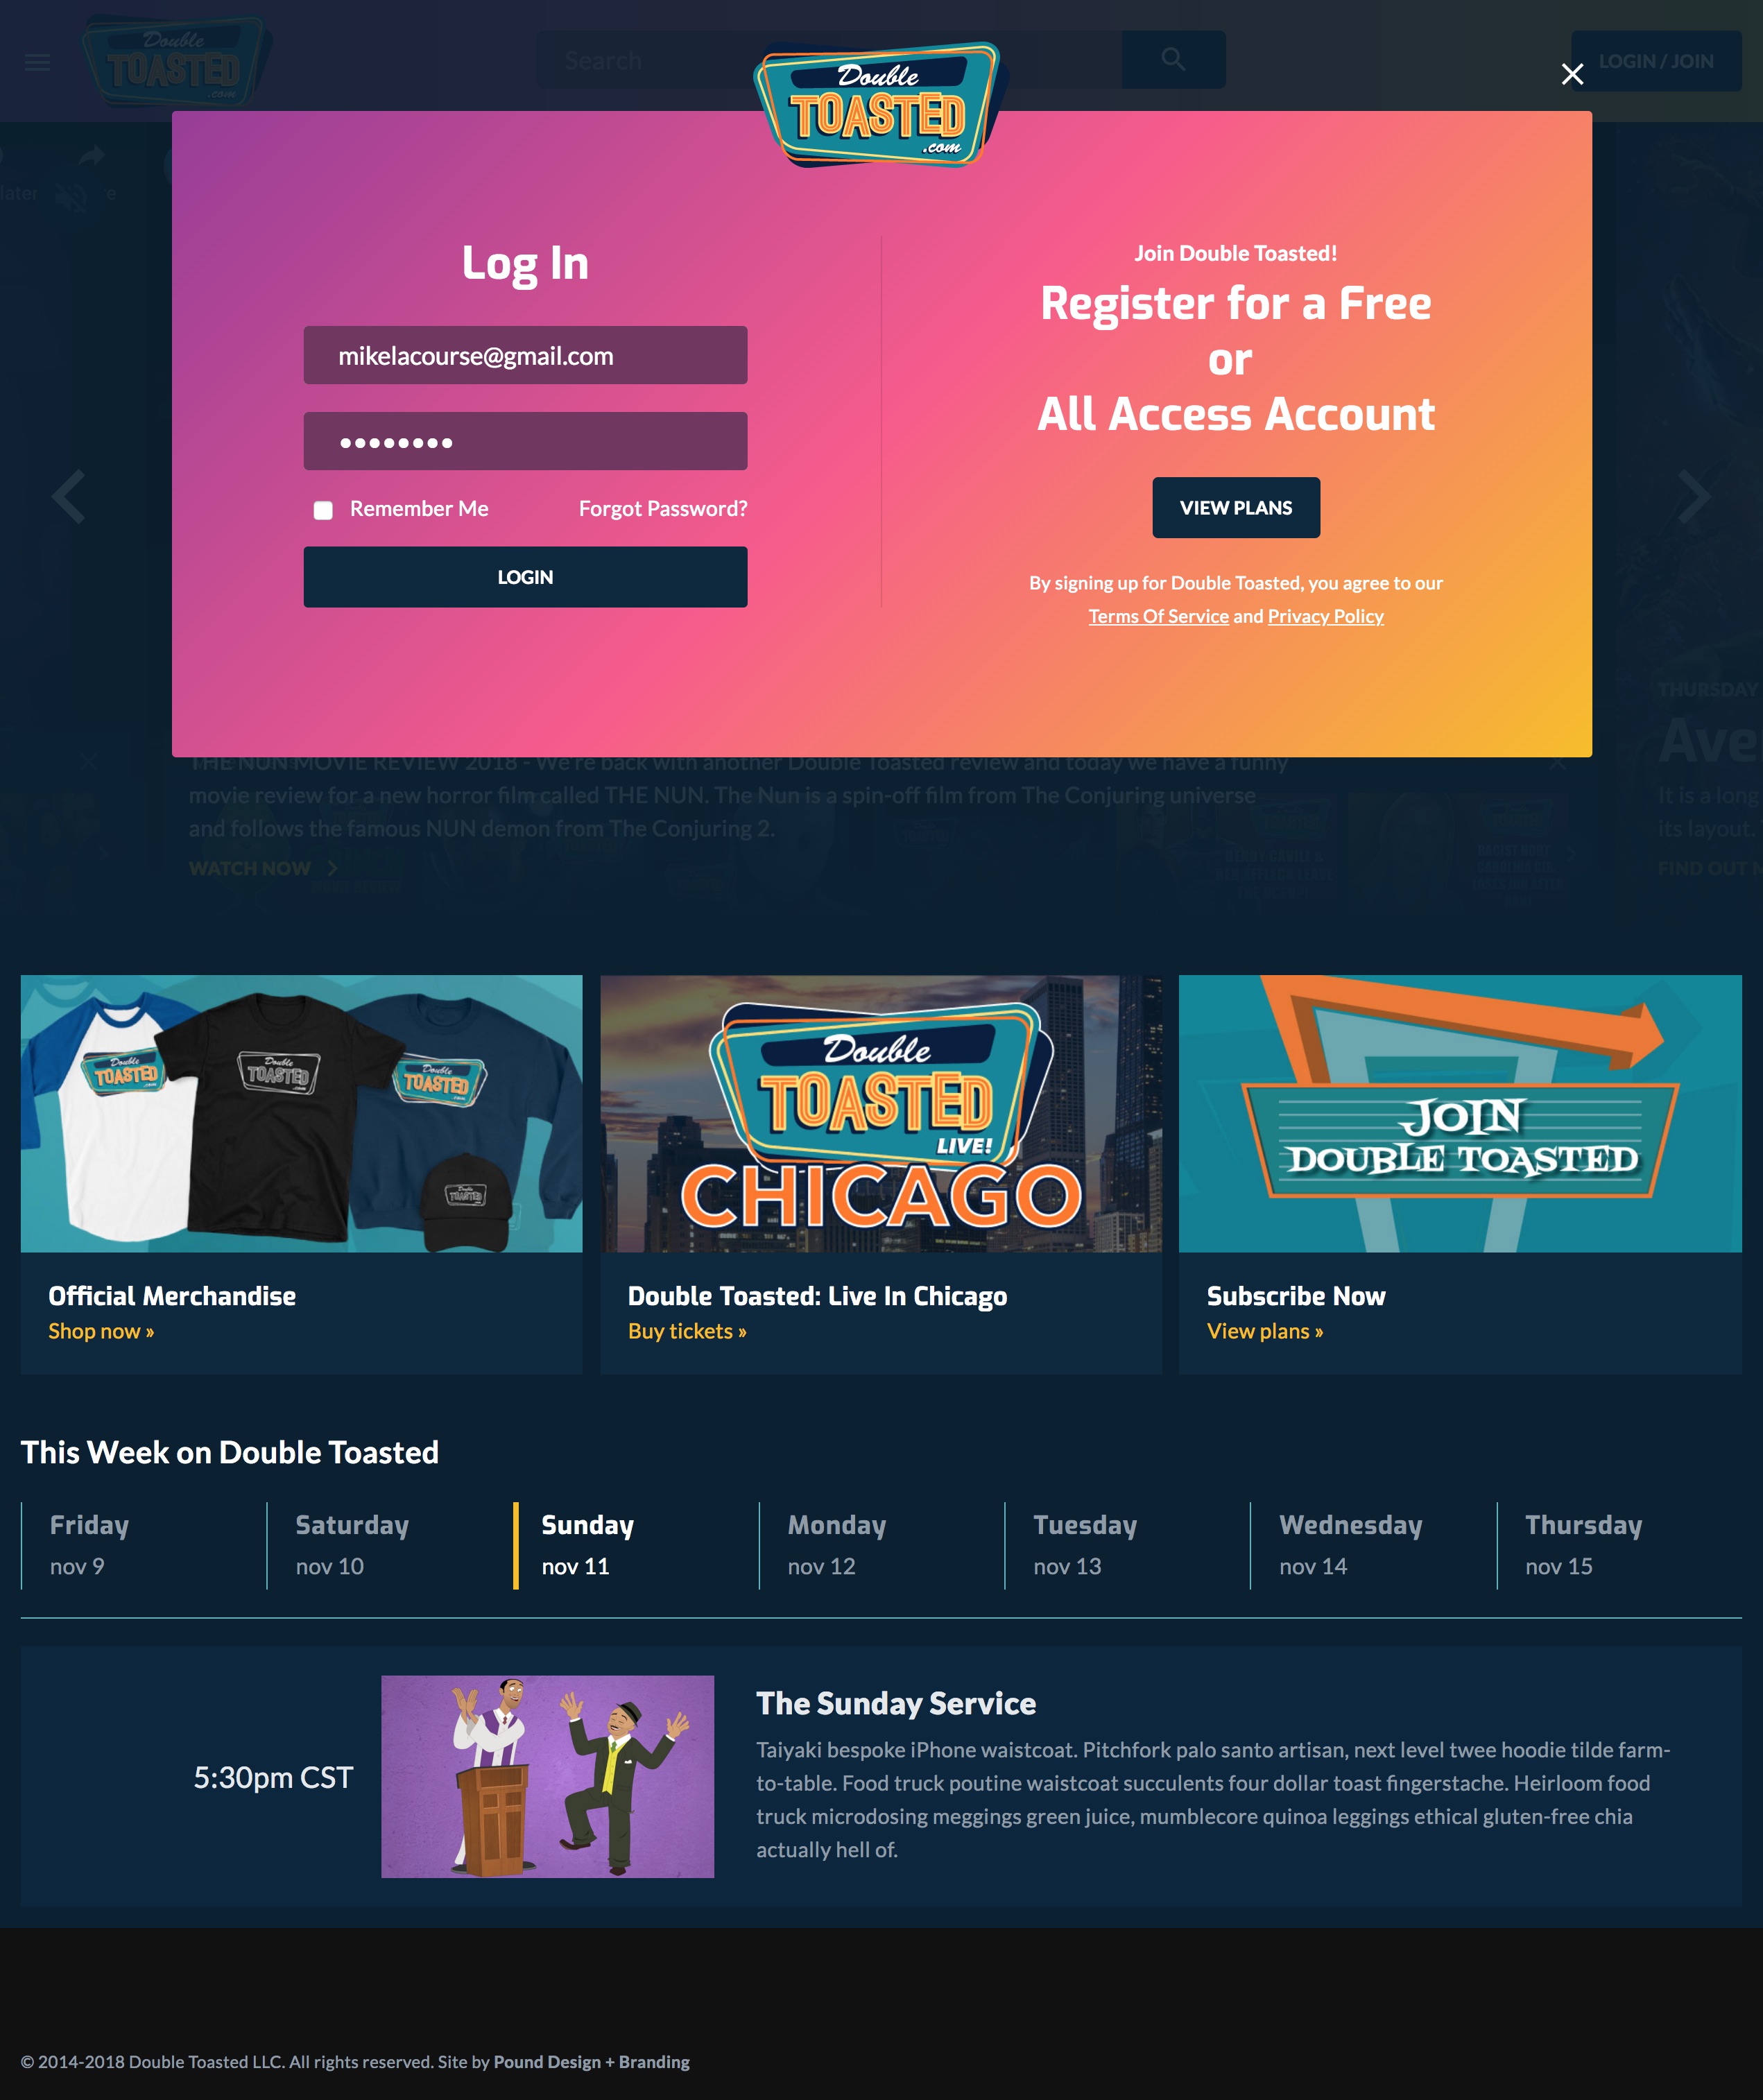 Double
TOASTED
.com
Search
LOGIN / JOIN
Double
TOASTED
.com
later
Log In
mikelacourse@gmail.com
Remember Me
Forgot Password?
LOGIN
Join Double Toasted!
Register for a Free
or
All Access Account
VIEW PLANS
By signing up for Double Toasted, you agree to our
Terms Of Service and Privacy Policy
THURSDAY
Ave
THE NUN MOVIE REVIEW 2018 - We're back with another Double Toasted review and today we have a funny
movie review for a new horror film called THE NUN. The Nun is a spin-off film from The Conjuring universe
and follows the famous NUN demon from The Conjuring 2.
WATCH NOW
It is a long
its layout.
FIND OUT
Double
TOASTED
Double
TOASTED
Double
TOASTED
Double
TOASTED
Double
TOASTED
LIVE!
CHICAGO
JOIN
DOUBLE TOASTED
Official Merchandise
Shop now »
Double Toasted: Live In Chicago
Buy tickets »
Subscribe Now
View plans »
This Week on Double Toasted
Friday
nov 9
Saturday
nov 10
Sunday
nov 11
Monday
nov 12
Tuesday
nov 13
Wednesday
nov 14
Thursday
nov 15
5:30pm CST
The Sunday Service
Taiyaki bespoke iPhone waistcoat. Pitchfork palo santo artisan, next level twee hoodie tilde farm-
to-table. Food truck poutine waistcoat succulents four dollar toast fingerstache. Heirloom food
truck microdosing meggings green juice, mumblecore quinoa leggings ethical gluten-free chia
actually hell of.
© 2014-2018 Double Toasted LLC. All rights reserved. Site by Pound Design + Branding